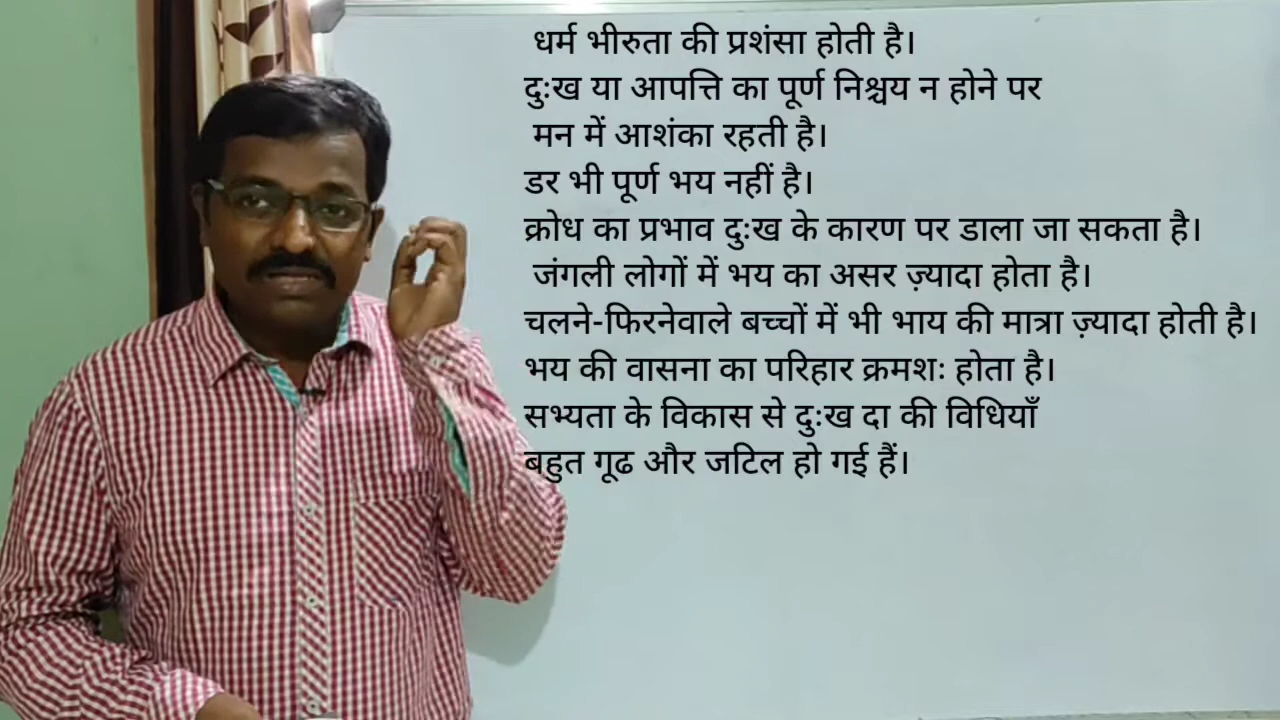 धर्म भीरुता की प्रशंसा होती है।
दुःख या आपत्ति का पूर्ण निश्चय न होने पर
मन में आशंका रहती है।
डर भी पूर्ण भय नहीं है।
क्रोध का प्रभाव दुःख के कारण पर डाला जा सकता है।
जंगली लोगों में भय का असर ज़्यादा होता है।
चलने-फिरनेवाले बच्चों में भी भाय की मात्रा ज़्यादा होती है।
भय की वासना का परिहार क्रमशः होता है।
सभ्यता के विकास से दुःख दा की विधियाँ
बहुत गूढ और जटिल हो गई हैं।